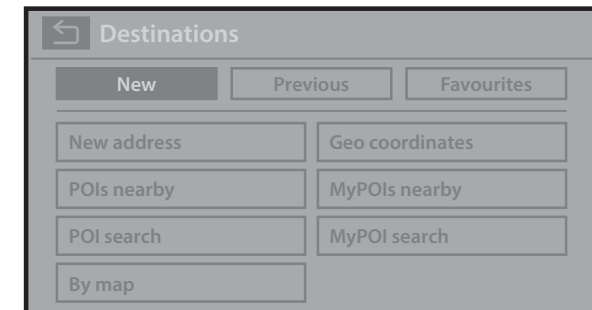 Destinations
New Previous Favourites
New address Geo coordinates
POIs nearby MyPOIs nearby
POI search MyPOI search
By map